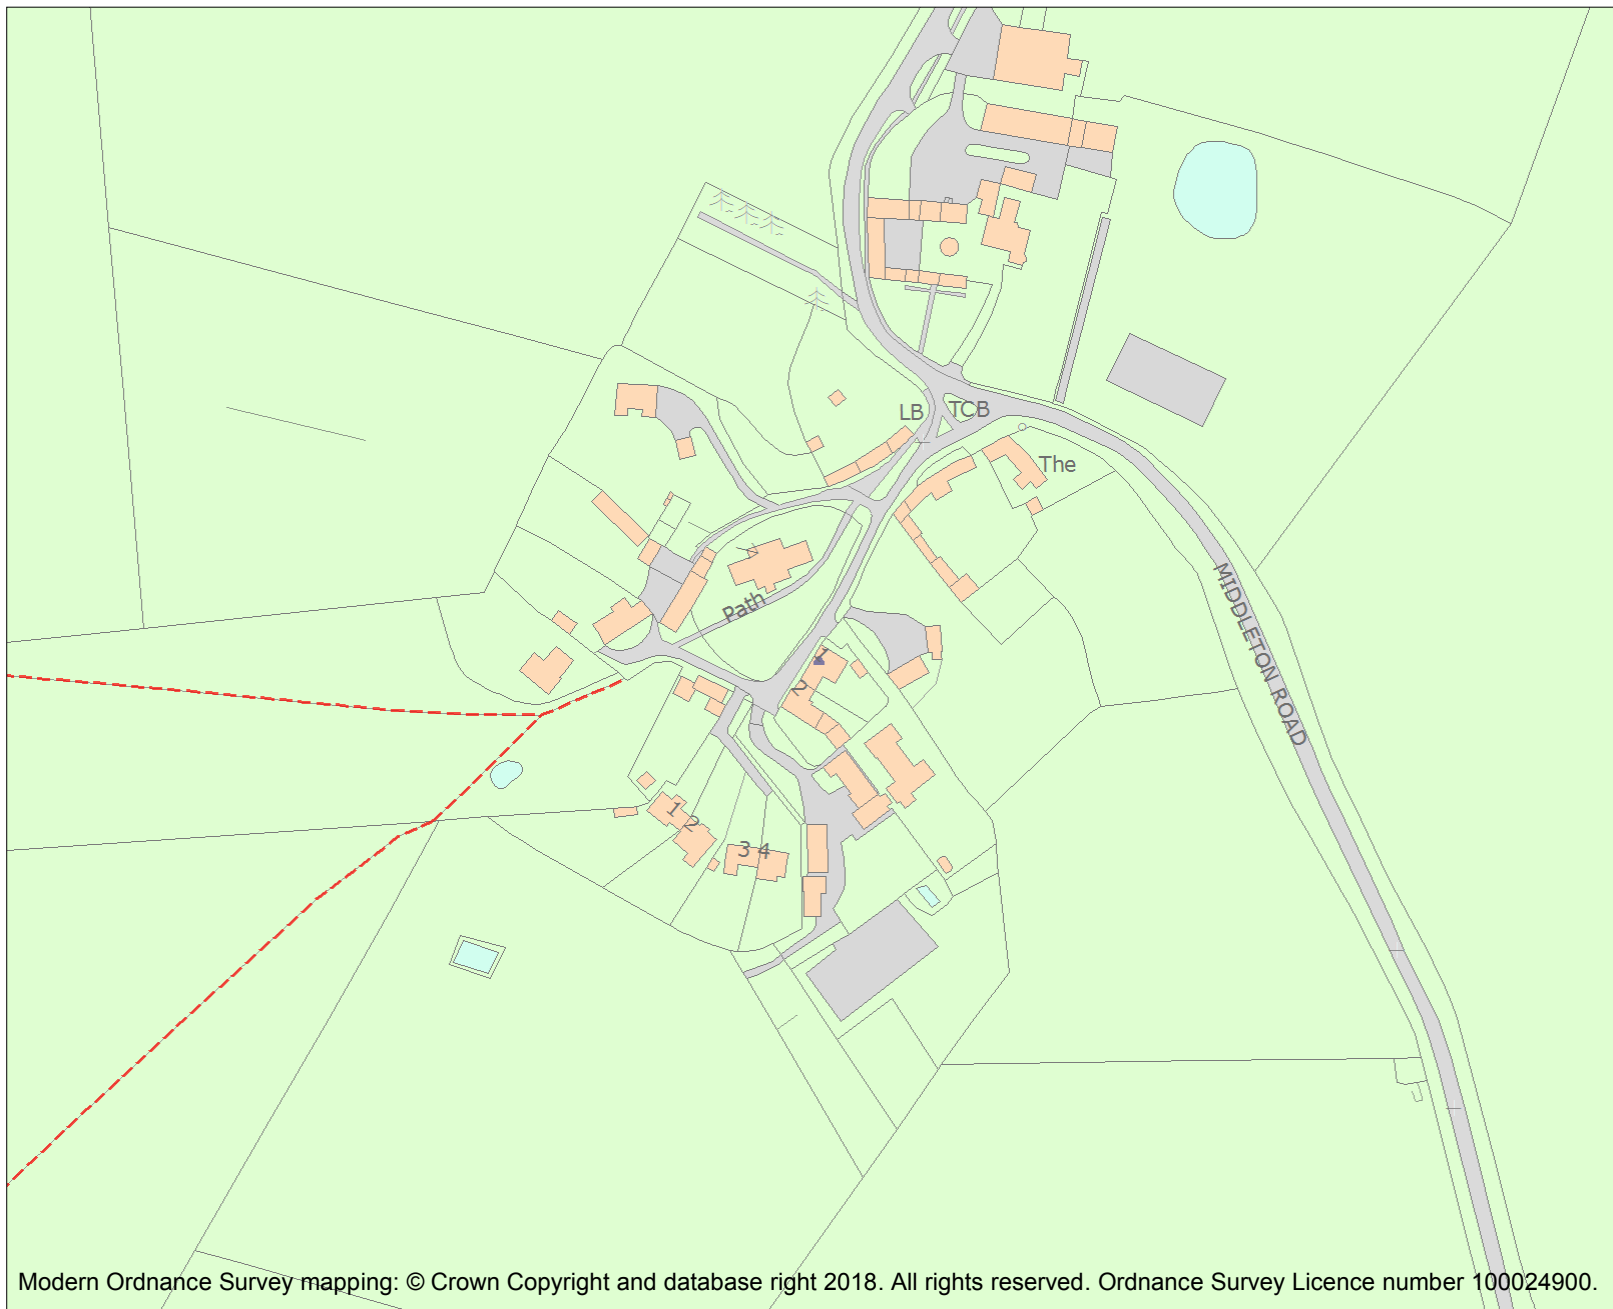 LB
TCB
The
Path
MIDDLETON ROAD
1
2
1 2
3 4
Modern Ordnance Survey mapping: © Crown Copyright and database right 2018. All rights reserved. Ordnance Survey Licence number 100024900.